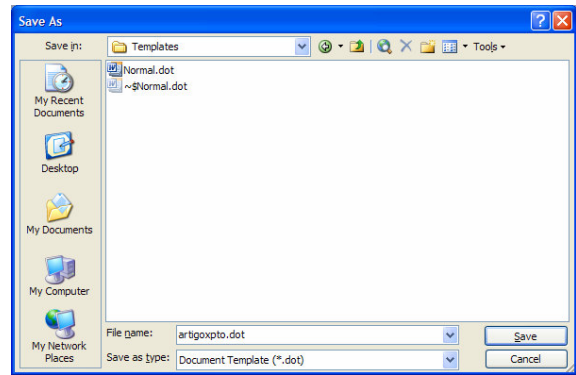 Save As
Save in:
Templates
Tools
Normal.dot
~$Normal.dot
My Recent
Documents
Desktop
My Documents
My Computer
My Network
Places
File name:
artigoxpto.dot
Save
Save as type:
Document Template (*.dot)
Cancel